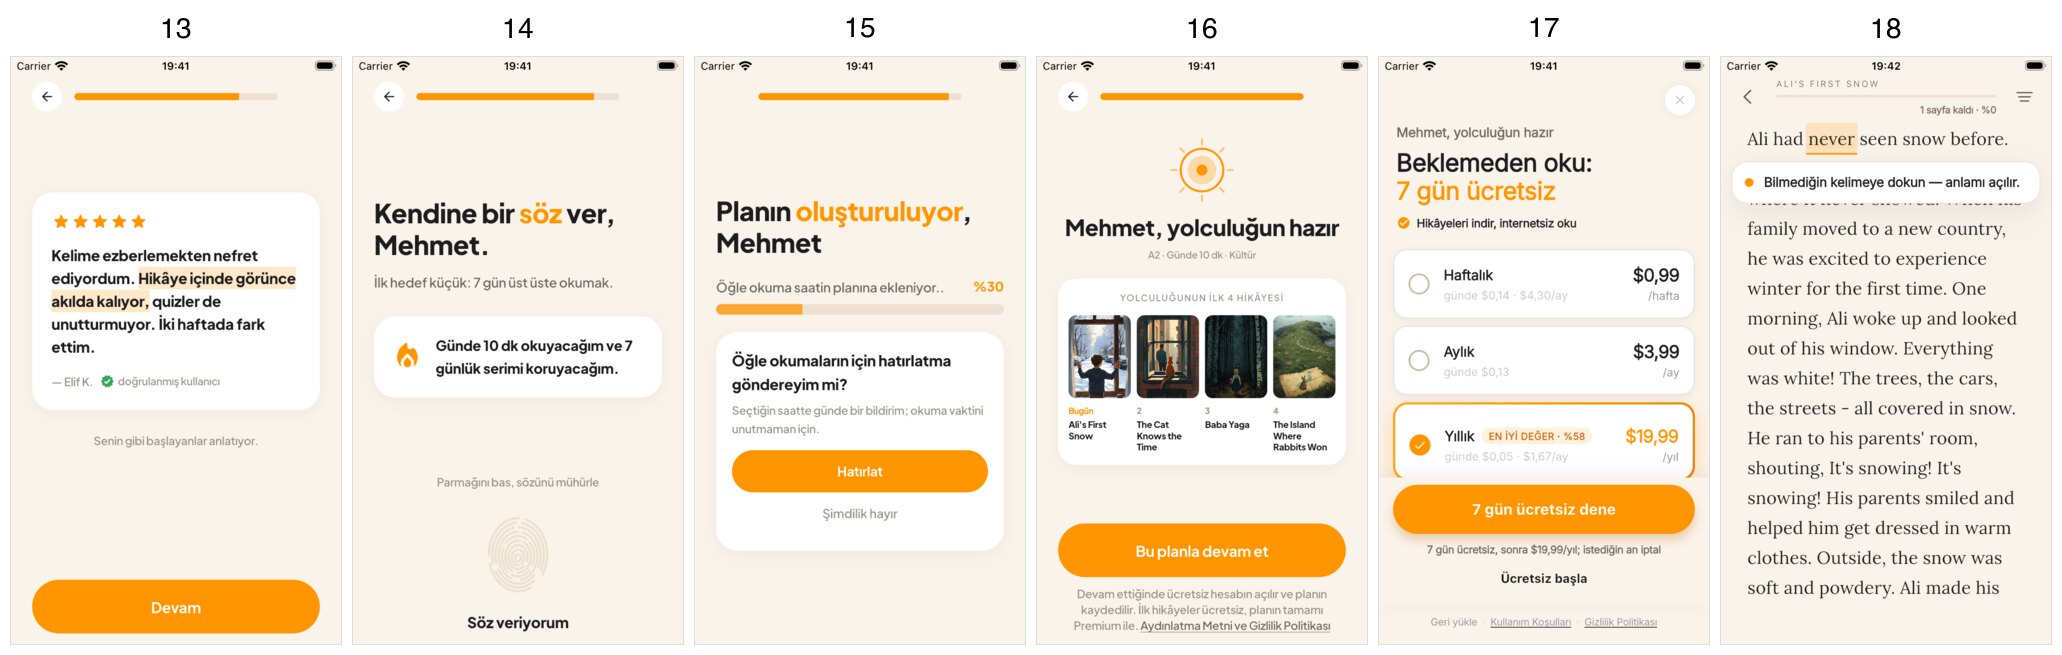 13
Carrier
19:41
Kelime ezberlemekten nefret
ediyordum. Hikâye içinde görünce
akılda kalıyor, quizler de
unutturmuyor. İki haftada fark
ettim.
— Elif K. doğrulanmış kullanıcı
Senin gibi başlayanlar anlatıyor.
Devam
14
Carrier
19:41
Kendine bir söz ver,
Mehmet.
İlk hedef küçük: 7 gün üst üste okumak.
Günde 10 dk okuyacağım ve 7
günlük serimi koruyacağım.
Parmağını bas, sözünü mühürle
Söz veriyorum
15
Carrier
19:41
Planın oluşturuluyor,
Mehmet
Öğle okuma saatin planına ekleniyor..
%30
Öğle okumaların için hatırlatma
göndereyim mi?
Seçtiğin saatte günde bir bildirim; okuma vaktini
unutmaman için.
Hatırlat
Şimdilik hayır
16
Carrier
19:41
Mehmet, yolculuğun hazır
A2 · Günde 10 dk · Kültür
YOLCULUĞUNUN İLK 4 HİKÂYESİ
Bugün
Ali's First
Snow
2
The Cat
Knows the
Time
3
Baba Yaga
4
The Island
Where
Rabbits Won
Bu planla devam et
Devam ettiğinde ücretsiz hesabın açılır ve planın
kaydedilir. İlk hikâyeler ücretsiz, planın tamamı
Premium ile. Aydınlatma Metni ve Gizlilik Politikası
17
Carrier
19:41
Mehmet, yolculuğun hazır
Beklemeden oku:
7 gün ücretsiz
Hikâyeleri indir, internetsiz oku
Haftalık
$0,99
günde $0,14 · $4,30/ay
/hafta
Aylık
$3,99
günde $0,13
/ay
Yıllık
EN İYİ DEĞER · %58
$19,99
günde $0,05 · $1,67/ay
/yıl
7 gün ücretsiz dene
7 gün ücretsiz, sonra $19,99/yıl; istediğin an iptal
Ücretsiz başla
Geri yükle · Kullanım Koşulları · Gizlilik Politikası
18
Carrier
19:42
ALI'S FIRST SNOW
1 sayfa kaldı · %0
Ali had never seen snow before.
Bilmediğin kelimeye dokun — anlamı açılır.
where it never snowed. When his
family moved to a new country,
he was excited to experience
winter for the first time. One
morning, Ali woke up and looked
out of his window. Everything
was white! The trees, the cars,
the streets - all covered in snow.
He ran to his parents' room,
shouting, It's snowing! It's
snowing! His parents smiled and
helped him get dressed in warm
clothes. Outside, the snow was
soft and powdery. Ali made his